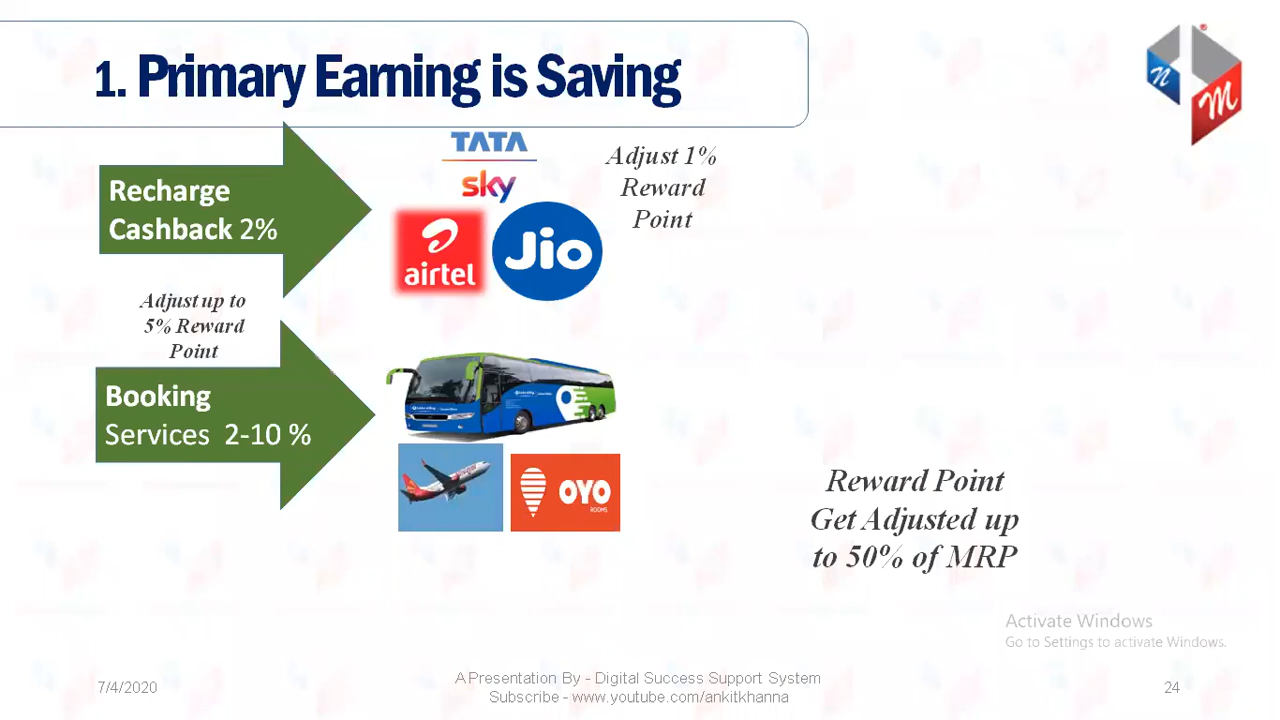 1. Primary Earning is Saving
n
m
TATA
sky
Adjust 1%
Reward
Point
Recharge
Cashback 2%
airtel
Jio
Adjust up to
5% Reward
Point
Booking
Services 2-10 %
OYO
ROOMS
Reward Point
Get Adjusted up
to 50% of MRP
Activate Windows
Go to Settings to activate Windows.
7/4/2020
A Presentation By - Digital Success Support System
Subscribe - www.youtube.com/ankitkhanna
24